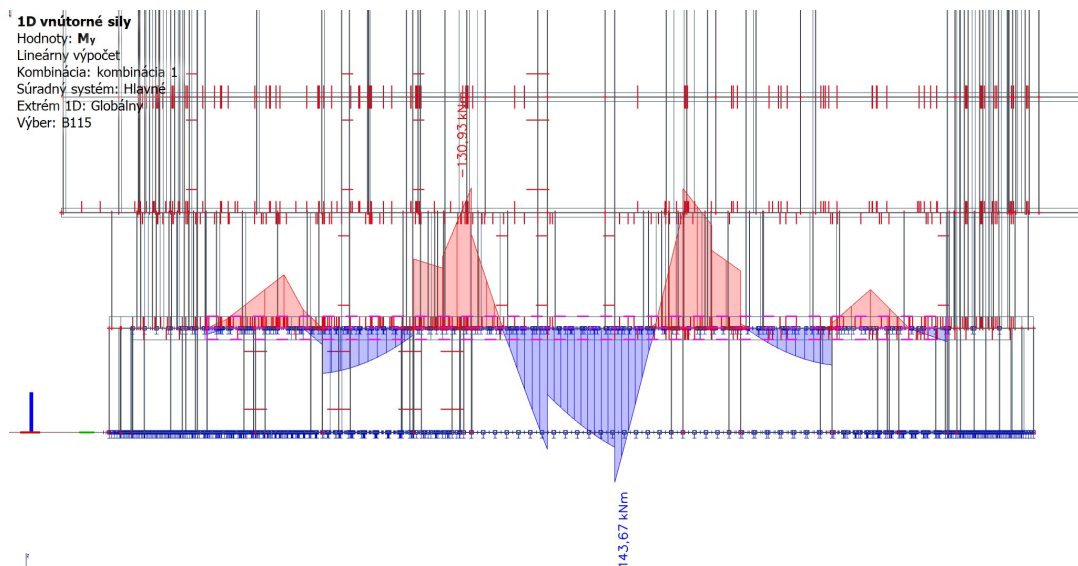 1D vnútorné sily
Hodnoty: My
Lineárny výpočet
Kombinácia: kombinácia 1
Súradný systém: Hlavné
Extrém 1D: Globálny
Výber: B115
-130,93 kNm
143,67 kNm